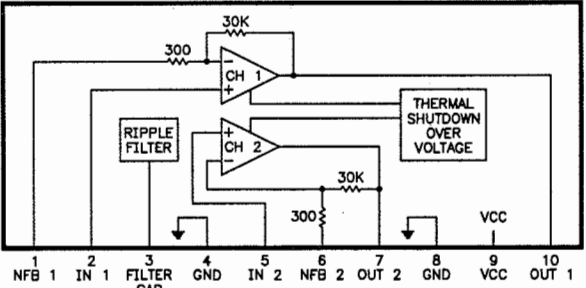 30K
300
CH 1
THERMAL
SHUTDOWN
OVER
VOLTAGE
RIPPLE
FILTER
CH 2
30K
300
VCC
1 2 3 4 5 6 7 8 9 10
NFB 1 IN 1 FILTER GND IN 2 NFB 2 OUT 2 GND VCC OUT 1
CAP